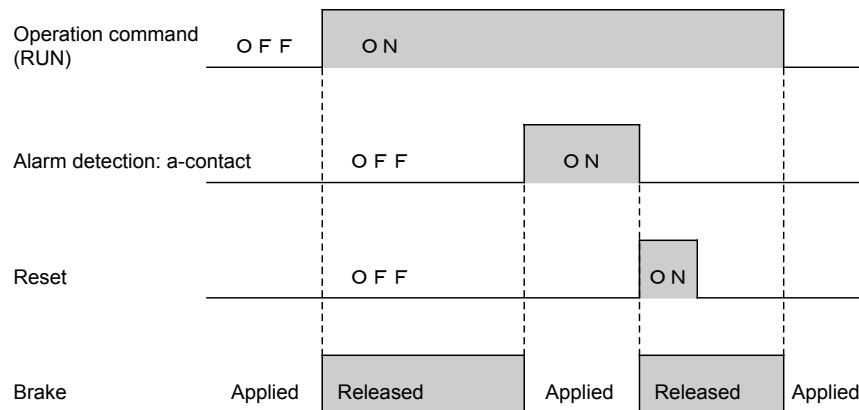 Operation command
(RUN)
OFF
ON
Alarm detection: a-contact
OFF
ON
Reset
OFF
ON
Brake
Applied
Released
Applied
Released
Applied